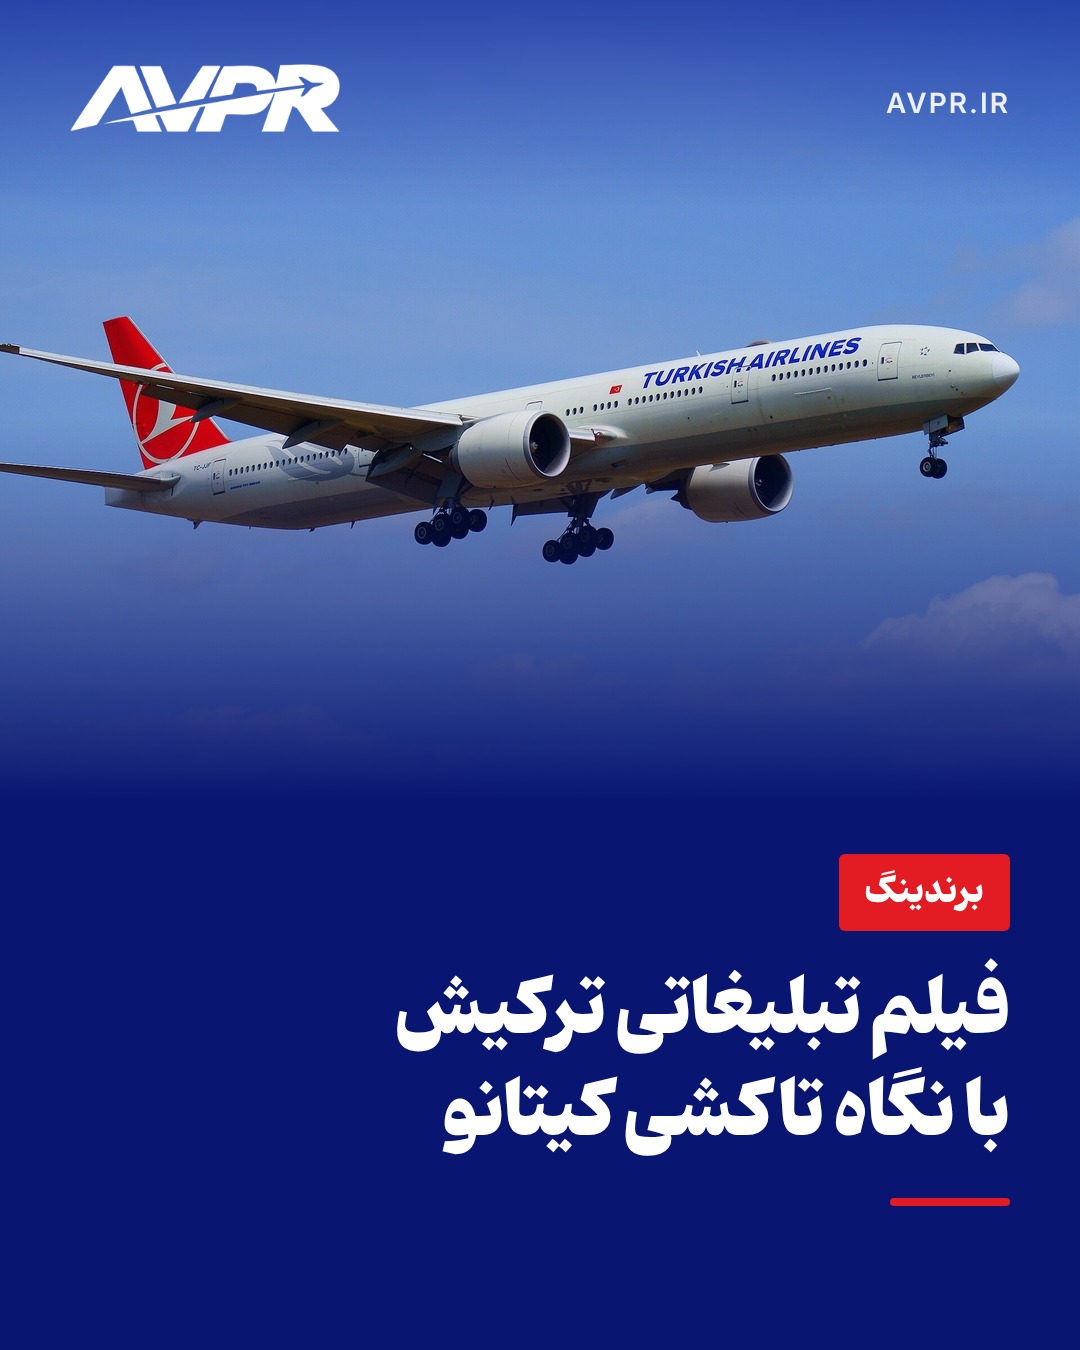 AVPR
AVPR.IR
TURKISH AIRLINES
برندینگ
فیلم تبلیغاتی ترکیش
با نگاه تاکشی کیتانو